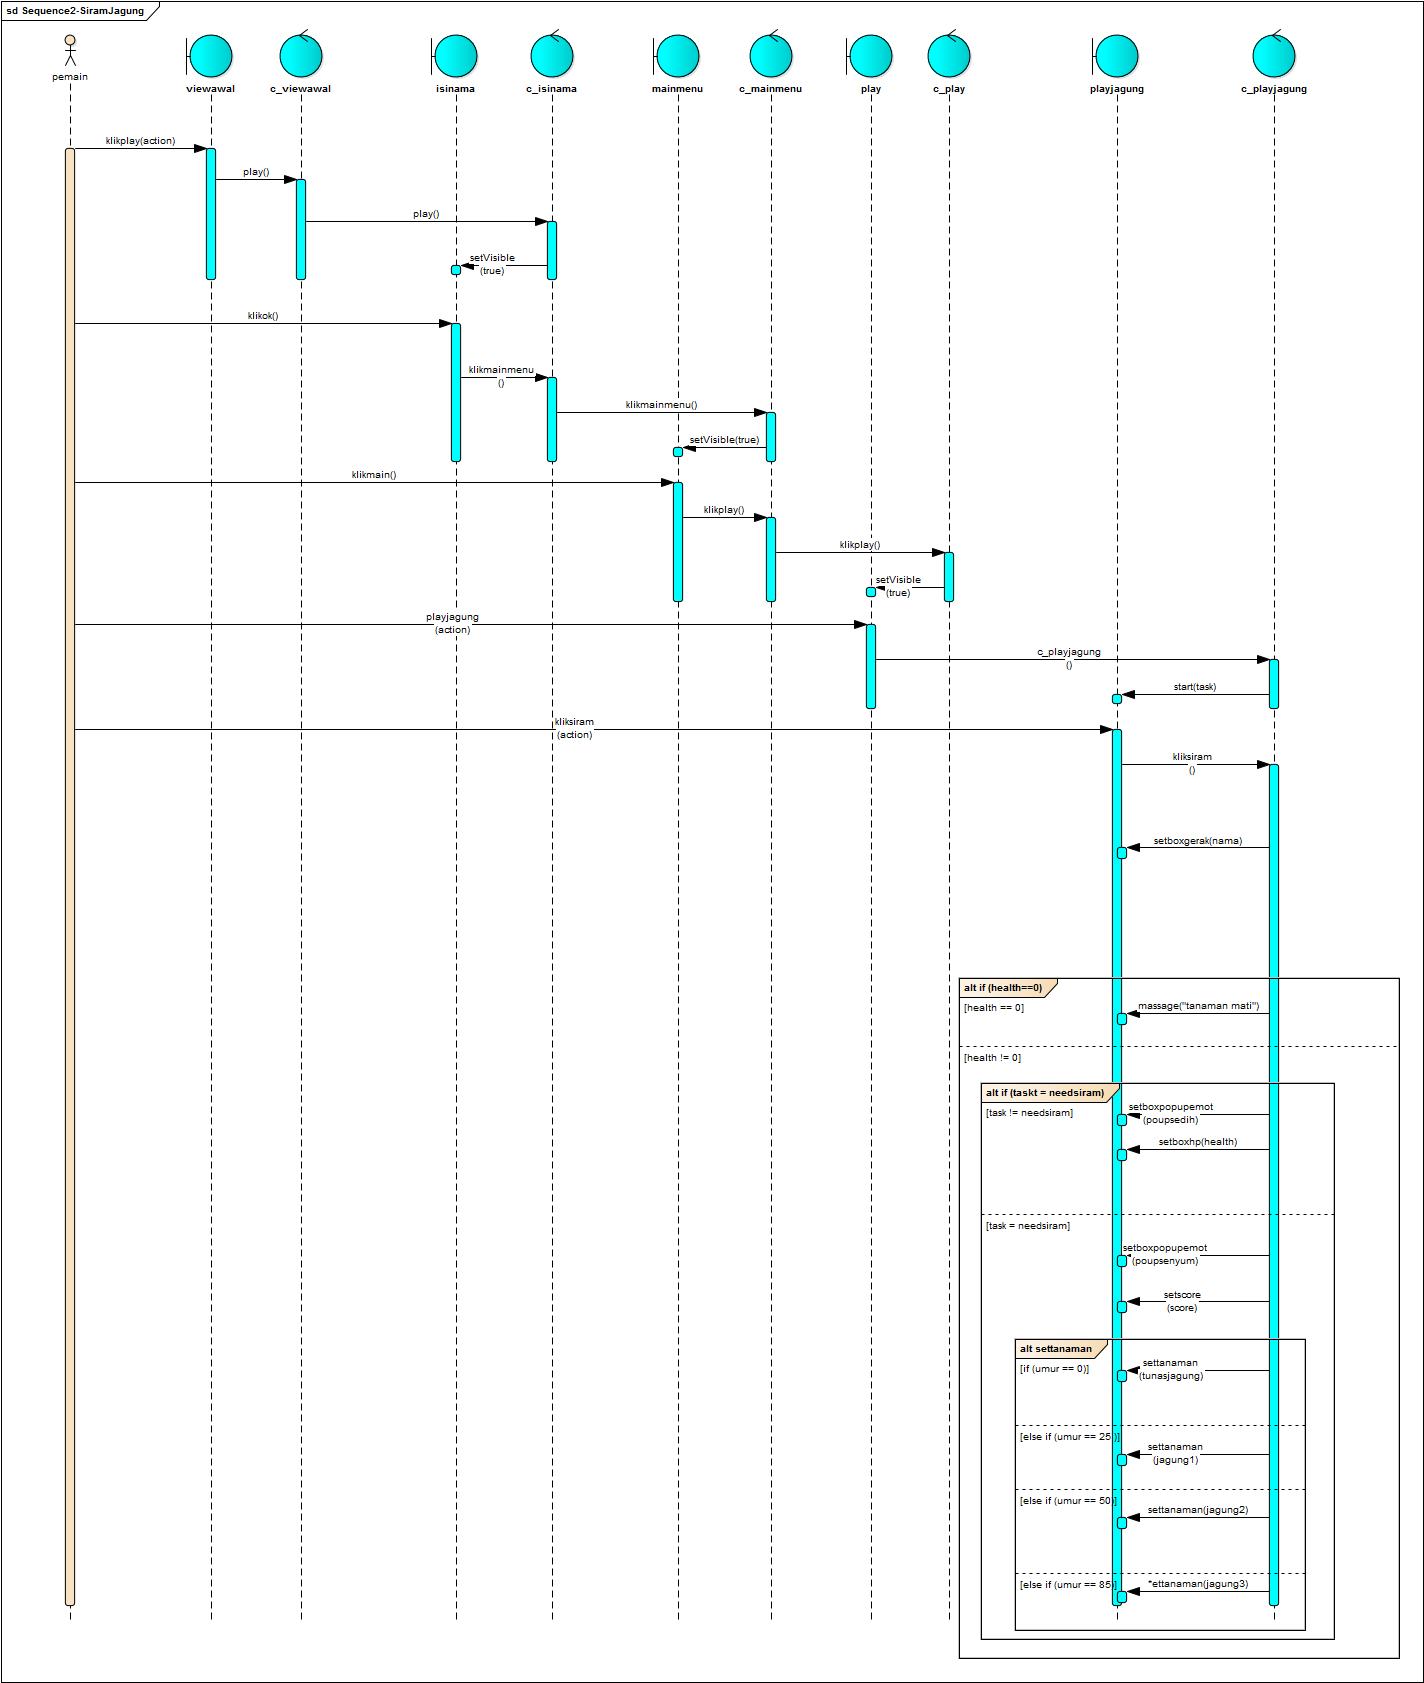 sd Sequence2-SiramJagung
pemain
viewawal
c_viewawal
isinama
c_isinama
mainmenu
c_mainmenu
play
c_play
playjagung
c_playjagung
klikplay(action)
play()
play()
setVisible
(true)
klikok()
klikmainmenu
()
klikmainmenu()
setVisible(true)
klikmain()
klikplay()
klikplay()
setVisible
(true)
playjagung
(action)
c_playjagung
()
start(task)
kliksiram
(action)
kliksiram
()
setboxgerak(nama)
alt if (health==0)
[health == 0]
massage("tanaman mati")
[health != 0]
alt if (taskt = needsiram)
[task != needsiram]
setboxpopupemot
(poupsedih)
setboxhp(health)
[task = needsiram]
setboxpopupemot
(poupsenyum)
setscore
(score)
alt settanaman
[if (umur == 0)]
settanaman
(tunasjagung)
[else if (umur == 25)]
settanaman
(jagung1)
[else if (umur == 50)]
settanaman(jagung2)
[else if (umur == 85)]
*ettanaman(jagung3)